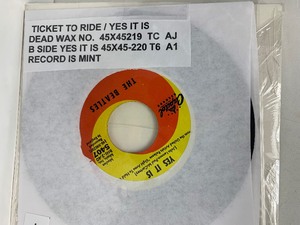 TICKET TO RIDE / YES IT IS
DEAD WAX NO. 45X45219 TC AJ
B SIDE YES IT IS 45X45-220 T6 A1
RECORD IS MINT
THE BEATLES
Capitol
5407
YES IT IS